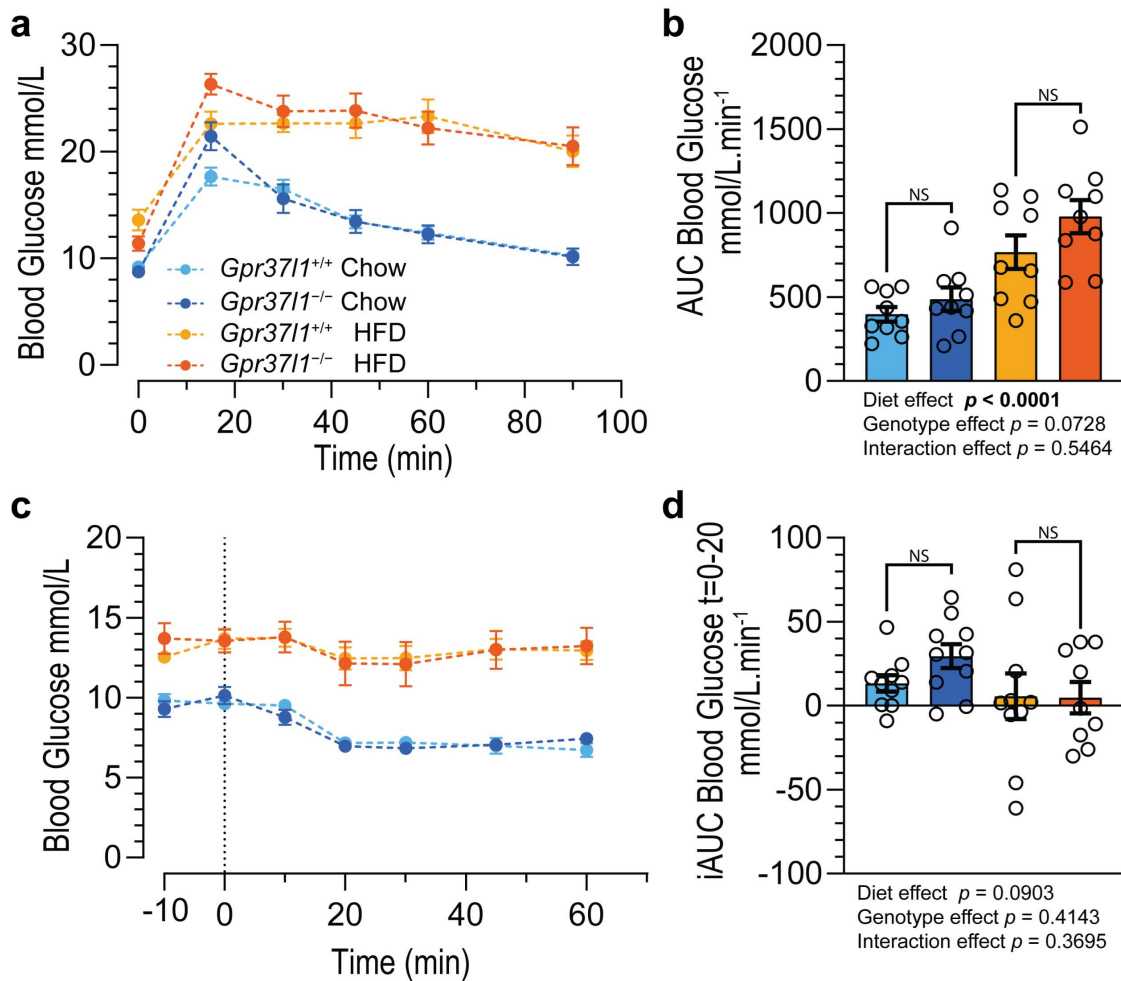 a
Blood Glucose mmol/L
30
20
10
0
Gpr37l1+/+ Chow
Gpr37l1−/− Chow
Gpr37l1+/+ HFD
Gpr37l1−/− HFD
0 20 40 60 80 100
Time (min)
b
AUC Blood Glucose
mmol/L.min-1
2000
1500
1000
500
0
NS
NS
Diet effect p < 0.0001
Genotype effect p = 0.0728
Interaction effect p = 0.5464
c
Blood Glucose mmol/L
20
15
10
5
0
-10 0 20 40 60
Time (min)
d
iAUC Blood Glucose t=0-20
mmol/L.min-1
100
50
0
-50
-100
NS
NS
Diet effect p = 0.0903
Genotype effect p = 0.4143
Interaction effect p = 0.3695